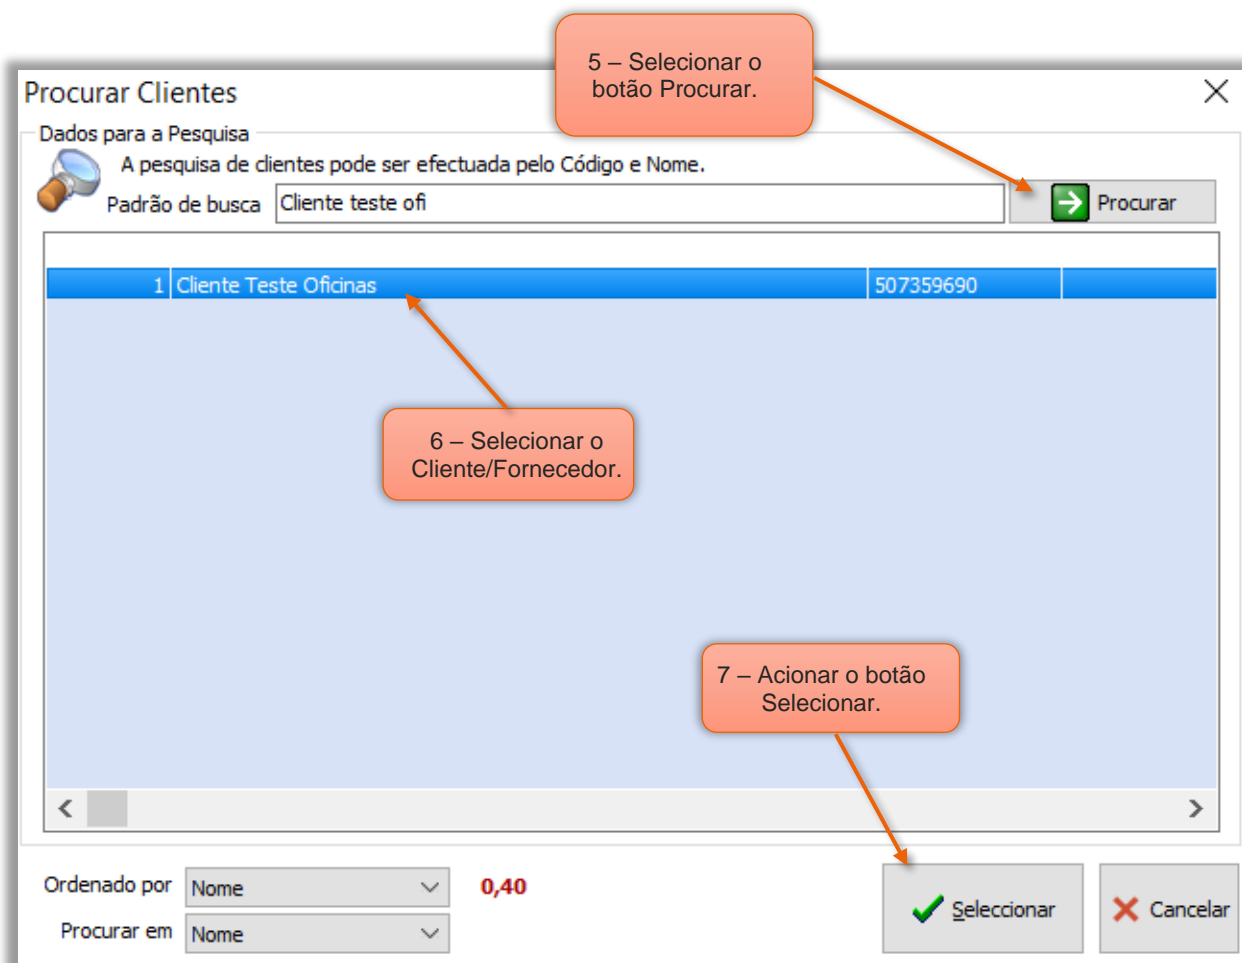 5 – Selecionar o
botão Procurar.
Procurar Clientes
Dados para a Pesquisa
A pesquisa de clientes pode ser efectuada pelo Código e Nome.
Padrão de busca Cliente teste ofi Procurar
1 Cliente Teste Oficinas 507359690
6 – Selecionar o
Cliente/Fornecedor.
7 – Acionar o botão
Selecionar.
Ordenado por Nome 0,40
Procurar em Nome
Seleccionar Cancelar